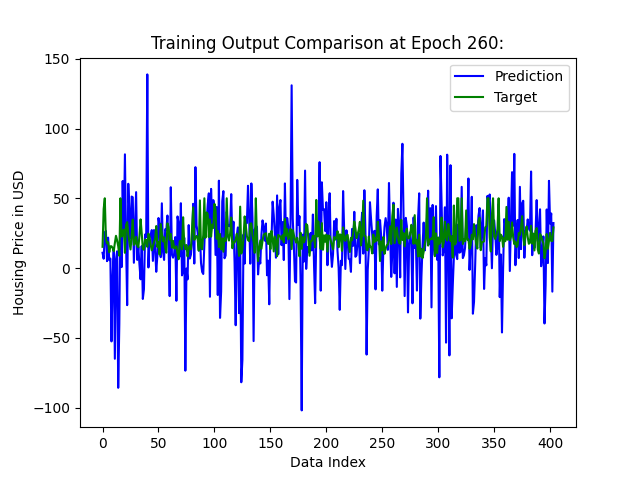 Training Output Comparison at Epoch 260:
Prediction
Target
Housing Price in USD
150
100
50
0
−50
−100
0 50 100 150 200 250 300 350 400
Data Index